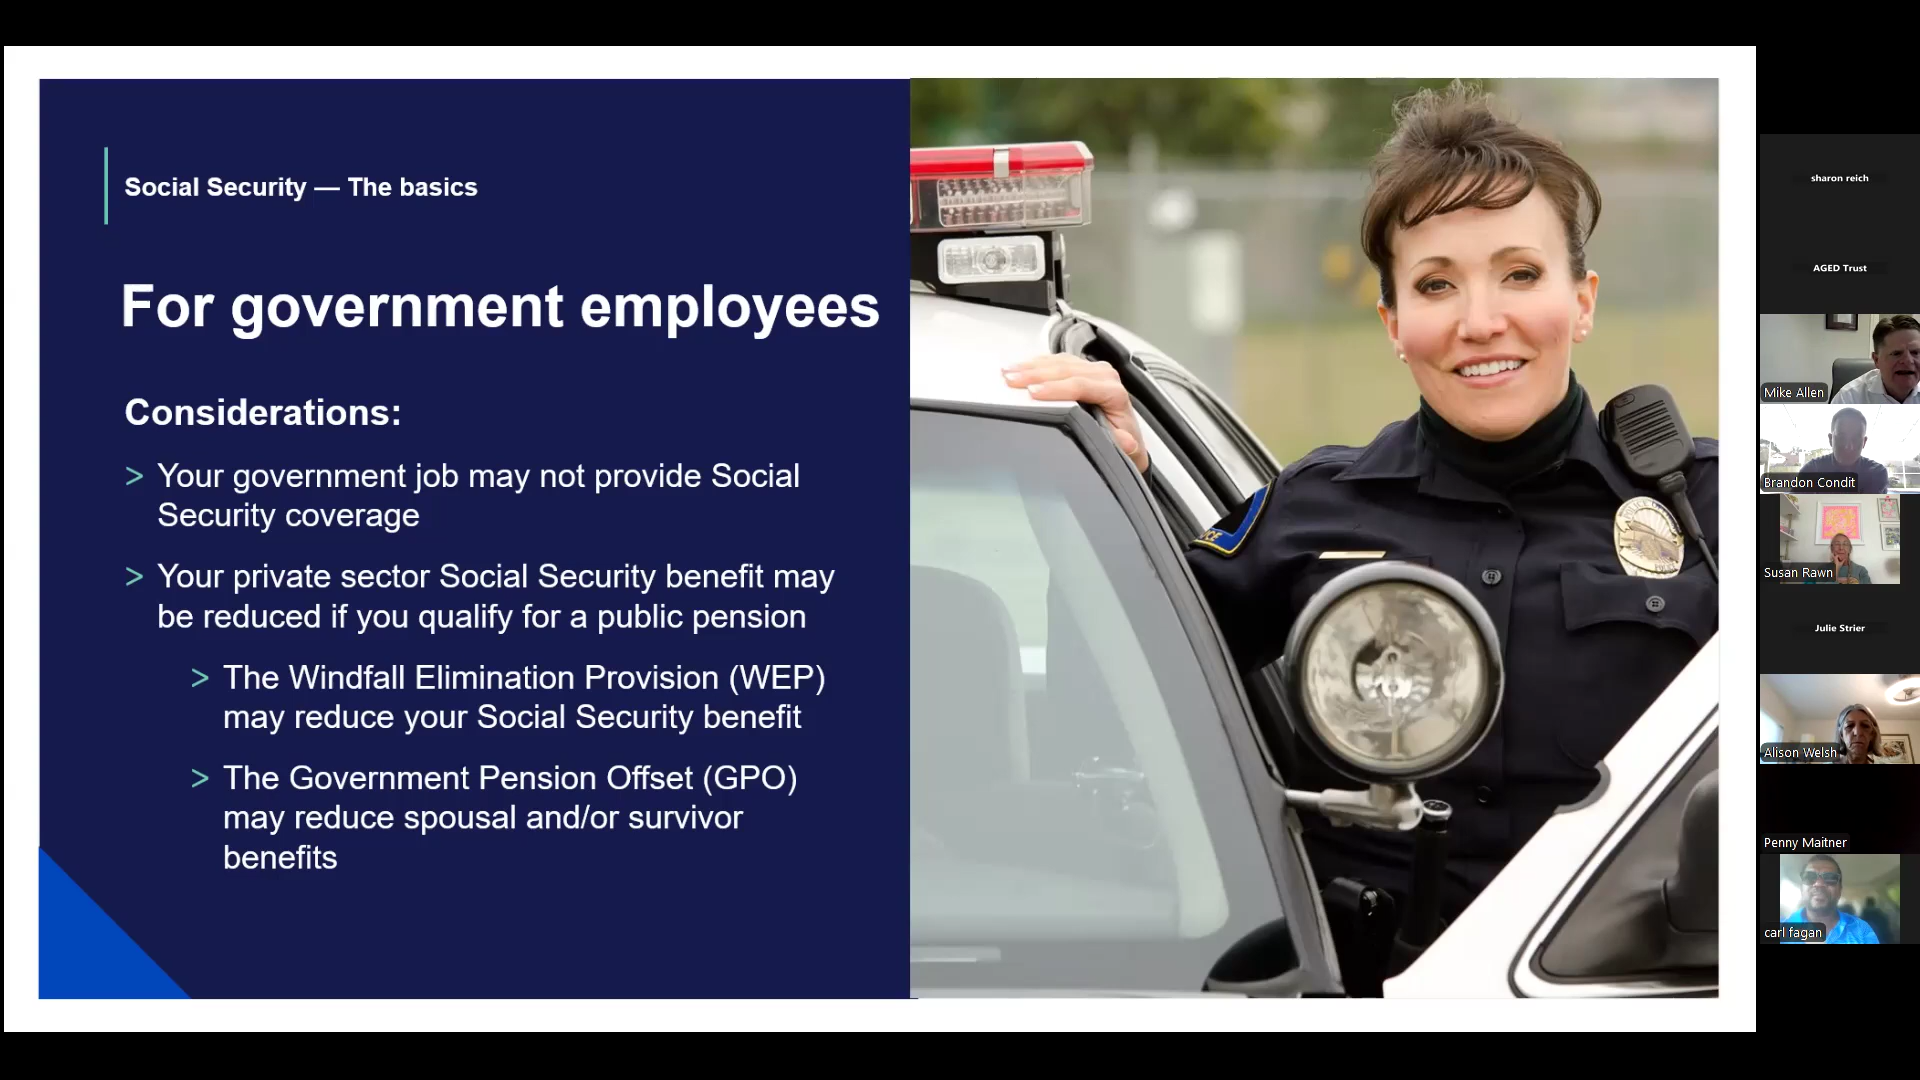 Social Security — The basics
For government employees
Considerations:
> Your government job may not provide Social
Security coverage
> Your private sector Social Security benefit may
be reduced if you qualify for a public pension
> The Windfall Elimination Provision (WEP)
may reduce your Social Security benefit
> The Government Pension Offset (GPO)
may reduce spousal and/or survivor
benefits
sharon reich
AGED Trust
Mike Allen
Brandon Condit
Susan Rawn
Julie Strier
Alison Welsh
Penny Maitner
carl fagan